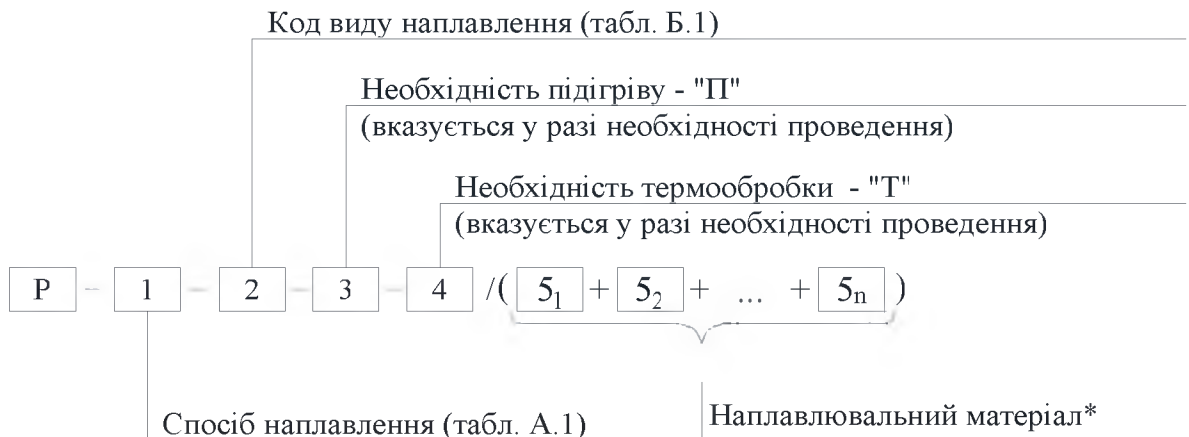 Код виду наплавлення (табл. Б.1)
Необхідність підігріву - "П"
(вказується у разі необхідності проведення)
Необхідність термообробки - "Т"
(вказується у разі необхідності проведення)
Р - 1 - 2 - 3 - 4 /( 5₁ + 5₂ + ... + 5ₙ )
Спосіб наплавлення (табл. А.1)
Наплавлювальний матеріал*